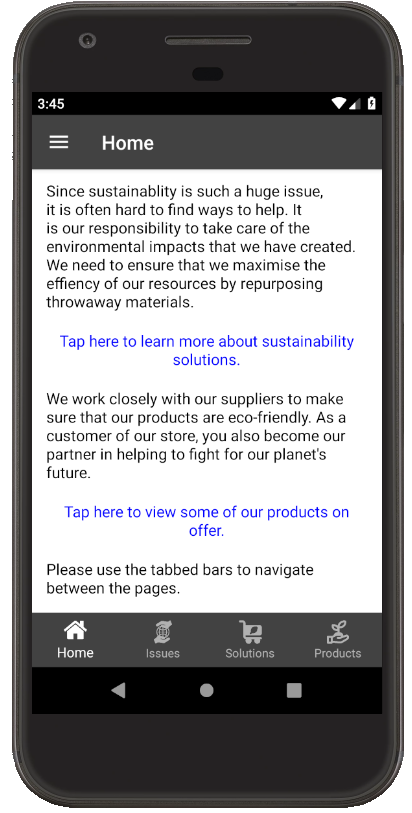 3:45
Home
Since sustainablity is such a huge issue,
it is often hard to find ways to help. It
is our responsibility to take care of the
environmental impacts that we have created.
We need to ensure that we maximise the
effiency of our resources by repurposing
throwaway materials.
Tap here to learn more about sustainability
solutions.
We work closely with our suppliers to make
sure that our products are eco-friendly. As a
customer of our store, you also become our
partner in helping to fight for our planet's
future.
Tap here to view some of our products on
offer.
Please use the tabbed bars to navigate
between the pages.
Home Issues Solutions Products